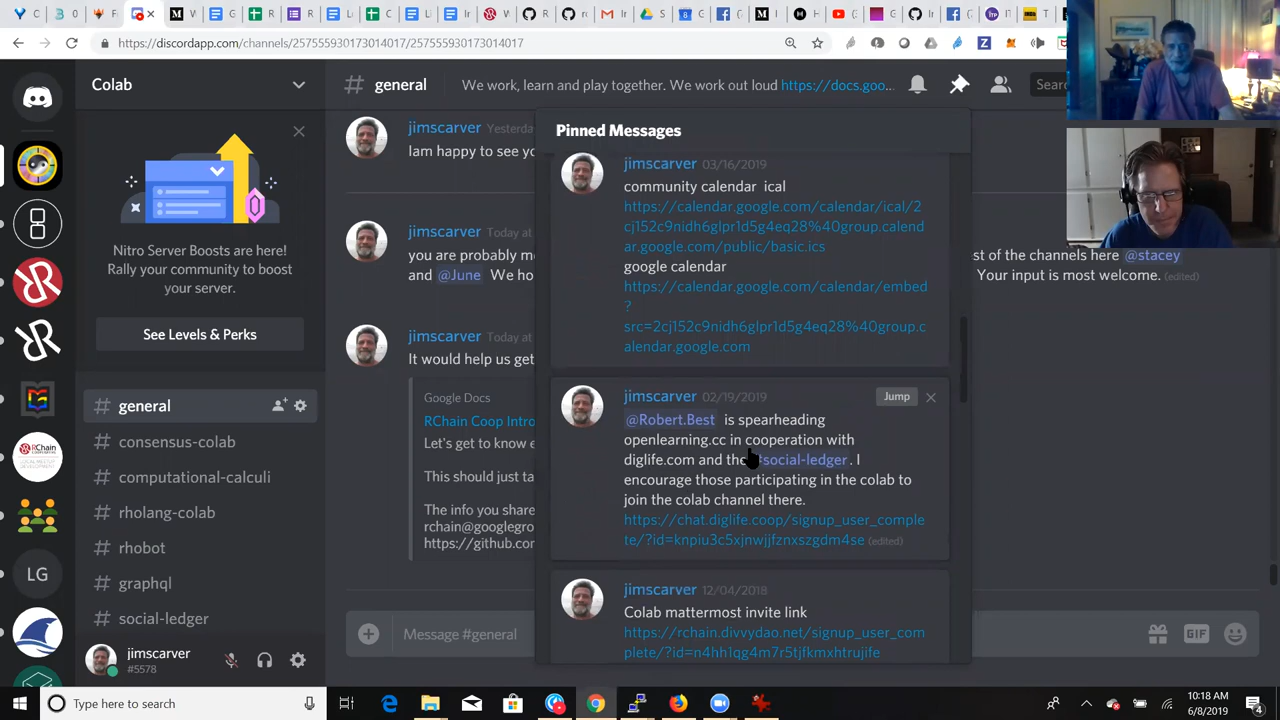 https://discordapp.com/channels/257555930173014017/257555930173014017
Colab
# general
We work, learn and play together. We work out loud https://docs.goo...
Sear
Nitro Server Boosts are here!
Rally your community to
boost your server.
See Levels & Perks
# general
# consensus-colab
# computational-calculi
# rholang-colab
# rhobot
# graphql
# social-ledger
LG
jimscarver
#5578
jimscarver Yesterday
Iam happy to see yo
jimscarver Today at
you are probably m
st of the channels here @stacey
and @June We ho
Your input is most welcome. (edited)
jimscarver Today at
It would help us get
Google Docs
RChain Coop Intro
Let's get to know e
This should just ta
The info you share
rchain@googlegro
https://github.con
Message #general
GIF
Pinned Messages
jimscarver 03/16/2019
community calendar ical
https://calendar.google.com/calendar/ical/2
cj152c9nidh6glpr1d5g4eq28%40group.calend
ar.google.com/public/basic.ics
google calendar
https://calendar.google.com/calendar/embed
?
src=2cj152c9nidh6glpr1d5g4eq28%40group.c
alendar.google.com
jimscarver 02/19/2019
Jump
@Robert.Best is spearheading
openlearning.cc in cooperation with
diglife.com and the #social-ledger . I
encourage those participating in the colab to
join the colab channel there.
https://chat.diglife.coop/signup_user_comple
te/?id=knpiu3c5xjnwjjfznxszgdm4se (edited)
jimscarver 12/04/2018
Colab mattermost invite link
https://rchain.divvydao.net/signup_user_com
plete/?id=n4hh1qg4m7r5tjfkmxhtrujife
Type here to search
10:18 AM
6/8/2019
4